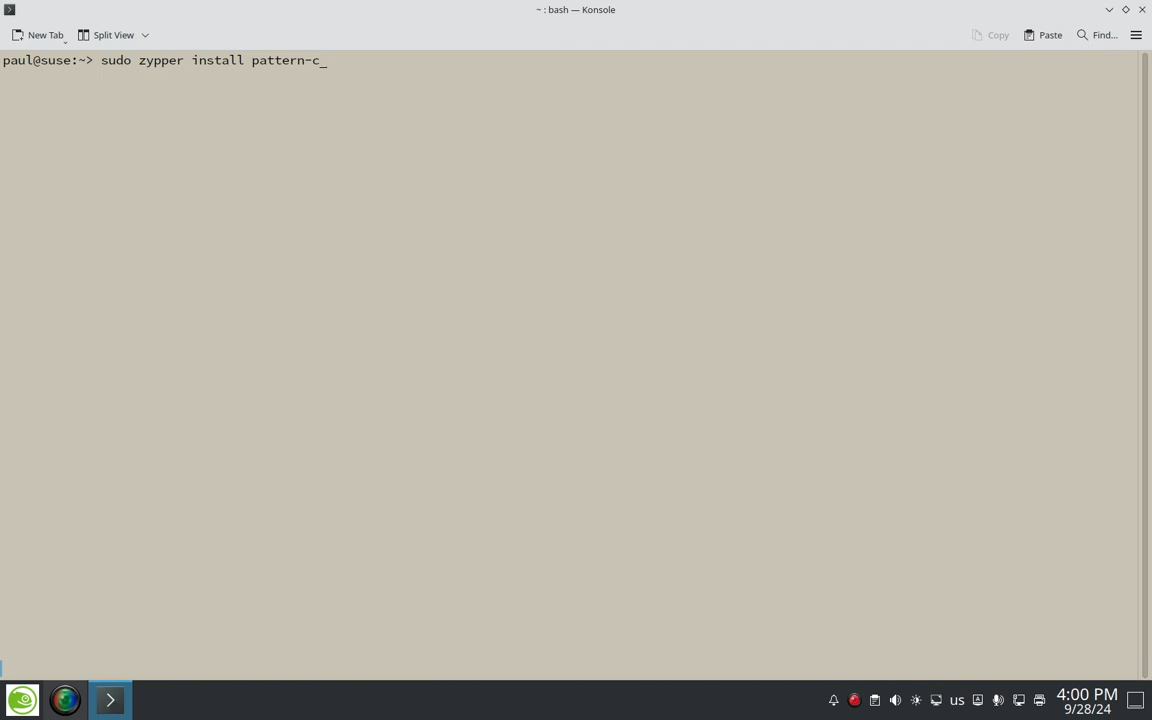 ~ : bash — Konsole
New Tab Split View Copy Paste Find...
paul@suse:~> sudo zypper install pattern-c_
us
4:00 PM
9/28/24